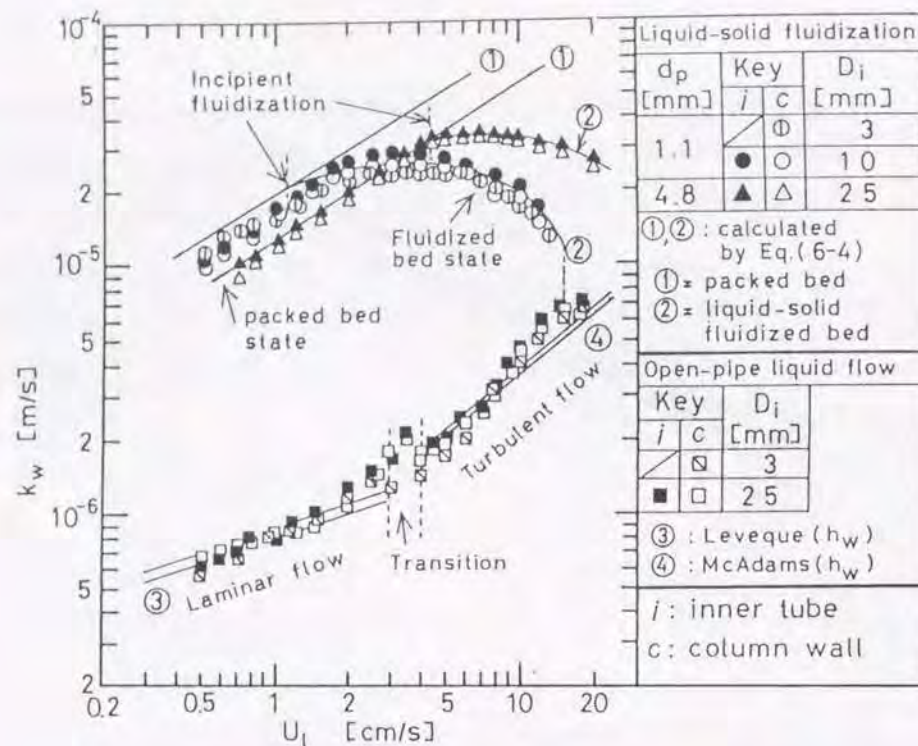 10⁻⁴
5
2
10⁻⁵
5
2
10⁻⁶
5
2
k_w [m/s]
0.2
0.5
1
2
5
10
20
U_L [cm/s]
Incipient
fluidization
①
①
②
Fluidized
bed state
②
packed bed
state
④
Turbulent flow
Transition
③ Laminar flow
Liquid-solid fluidization
d_p Key D_i
[mm] i c [mm]
1.1 3
10
4.8 25
①,② : calculated
by Eq.(6-4)
① = packed bed
② = liquid-solid
fluidized bed
Open-pipe liquid flow
Key D_i
i c [mm]
3
25
③ : Leveque(h_w)
④ : McAdams(h_w)
i : inner tube
c : column wall